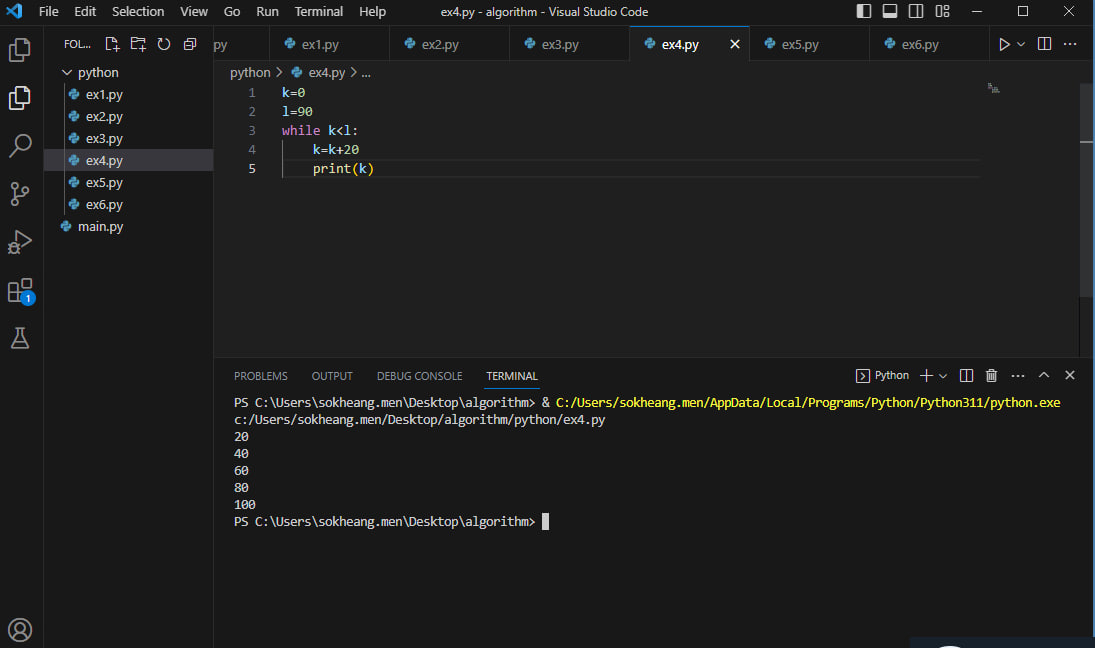 File Edit Selection View Go Run Terminal Help ex4.py - algorithm - Visual Studio Code
FOL... py ex1.py ex2.py ex3.py ex4.py ex5.py ex6.py
python
ex1.py
ex2.py
ex3.py
ex4.py
ex5.py
ex6.py
main.py
1
python > ex4.py > ...
1 k=0
2 l=90
3 while k<l:
4 k=k+20
5 print(k)
PROBLEMS OUTPUT DEBUG CONSOLE TERMINAL Python
PS C:\Users\sokheang.men\Desktop\algorithm> & C:/Users/sokheang.men/AppData/Local/Programs/Python/Python311/python.exe
c:/Users/sokheang.men/Desktop/algorithm/python/ex4.py
20
40
60
80
100
PS C:\Users\sokheang.men\Desktop\algorithm>